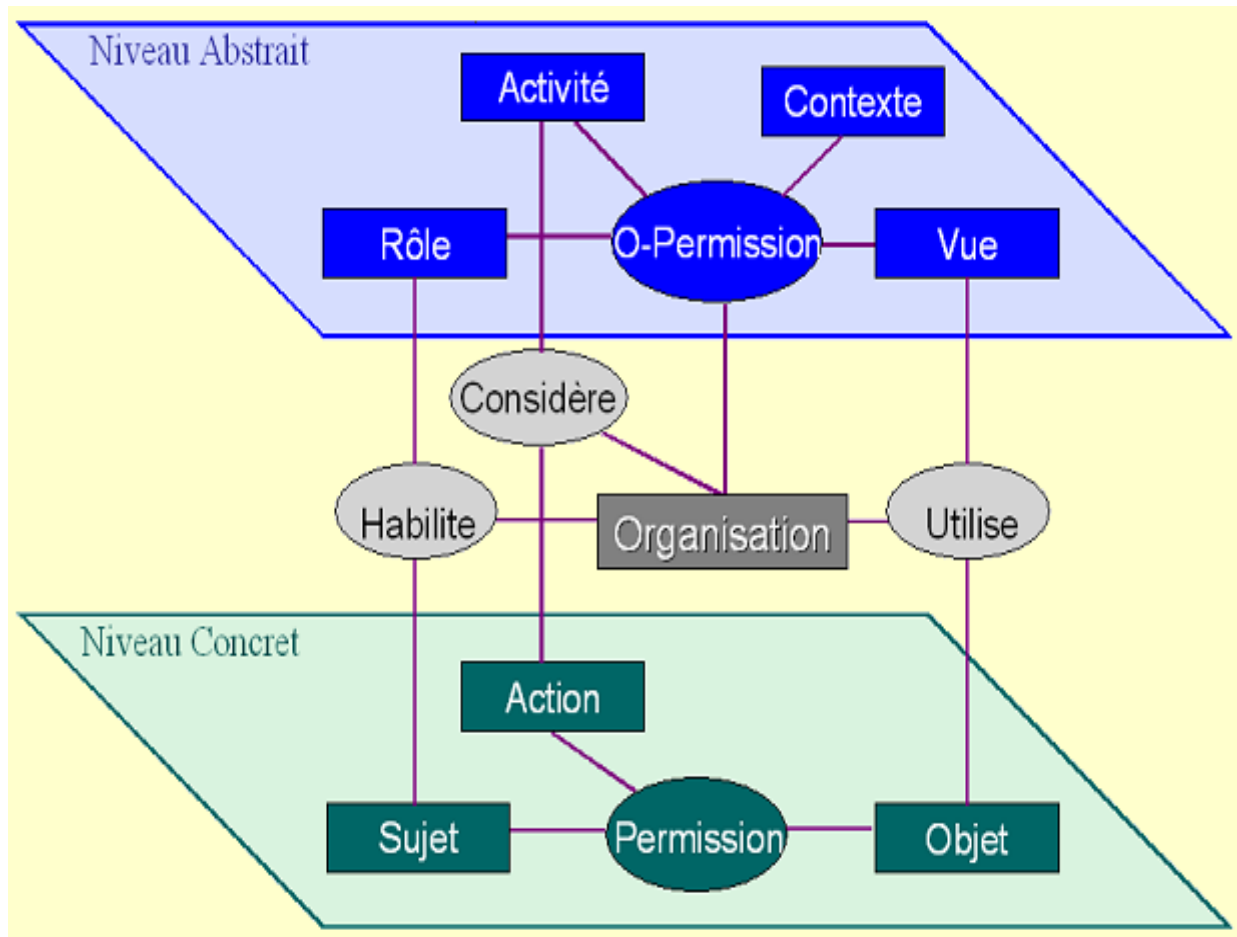 Niveau Abstrait
Activité
Contexte
Rôle
O-Permission
Vue
Considère
Habilite
Organisation
Utilise
Niveau Concret
Action
Sujet
Permission
Objet